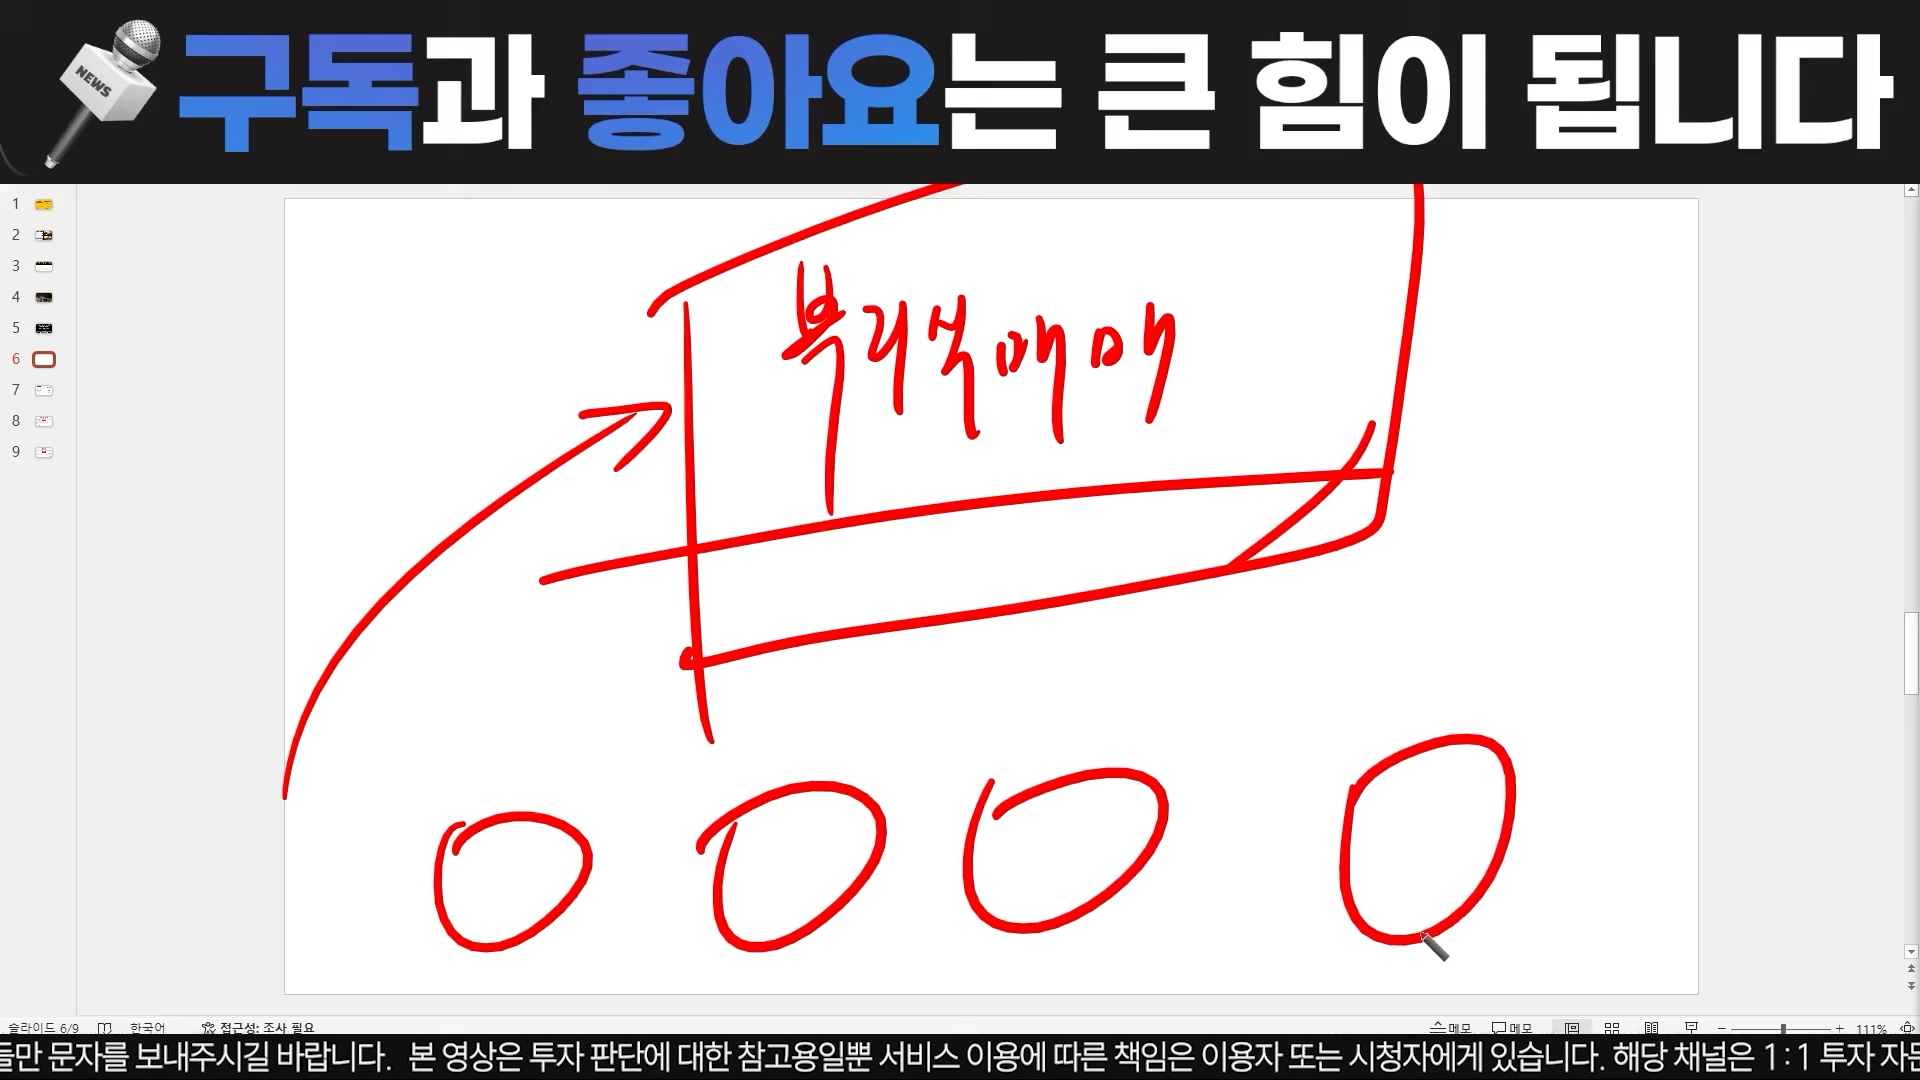 NEWS
구독과 좋아요는 큰 힘이 됩니다
1
2
3
4
5
6
7
8
9
복리식매매
슬라이드 6/9 한국어 접근성: 조사 필요 메모 메모 111%
들만 문자를 보내주시길 바랍니다. 본 영상은 투자 판단에 대한 참고용일뿐 서비스 이용에 따른 책임은 이용자 또는 시청자에게 있습니다. 해당 채널은 1:1 투자 자문